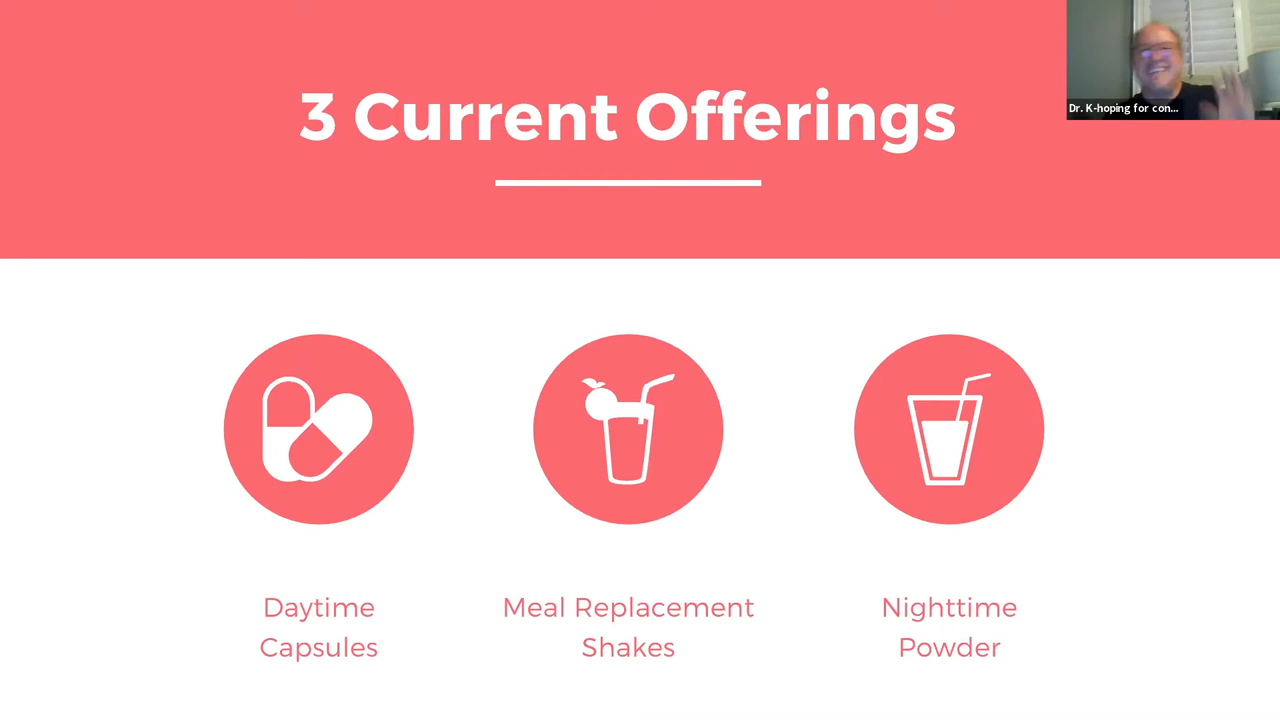 3 Current Offerings
Dr. K-hoping for con...
Daytime
Capsules
Meal Replacement
Shakes
Nighttime
Powder